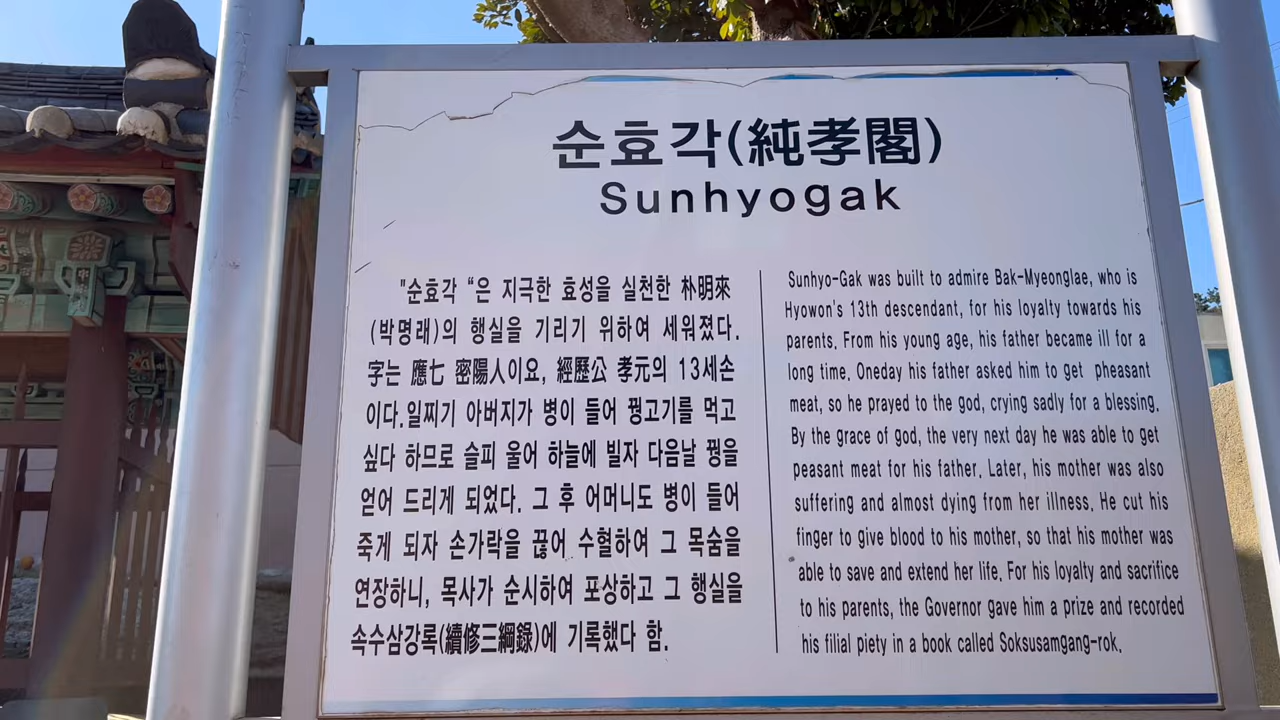 순효각(純孝閣)
Sunhyogak
"순효각 “은 지극한 효성을 실천한 朴明來
(박명래)의 행실을 기리기 위하여 세워졌다.
字는 應七 密陽人이요, 經歷公 孝元의 13세손
이다.일찌기 아버지가 병이 들어 꿩고기를 먹고
싶다 하므로 슬피 울어 하늘에 빌자 다음날 꿩을
얻어 드리게 되었다. 그 후 어머니도 병이 들어
죽게 되자 손가락을 끊어 수혈하여 그 목숨을
연장하니, 목사가 순시하여 포상하고 그 행실을
속수삼강록(續修三綱錄)에 기록했다 함.
Sunhyo-Gak was built to admire Bak-Myeonglae, who is
Hyowon's 13th descendant, for his loyalty towards his
parents. From his young age, his father became ill for a
long time. Oneday his father asked him to get pheasant
meat, so he prayed to the god, crying sadly for a blessing.
By the grace of god, the very next day he was able to get
peasant meat for his father. Later, his mother was also
suffering and almost dying from her illness. He cut his
finger to give blood to his mother, so that his mother was
able to save and extend her life. For his loyalty and sacrifice
to his parents, the Governor gave him a prize and recorded
his filial piety in a book called Soksusamgang-rok.